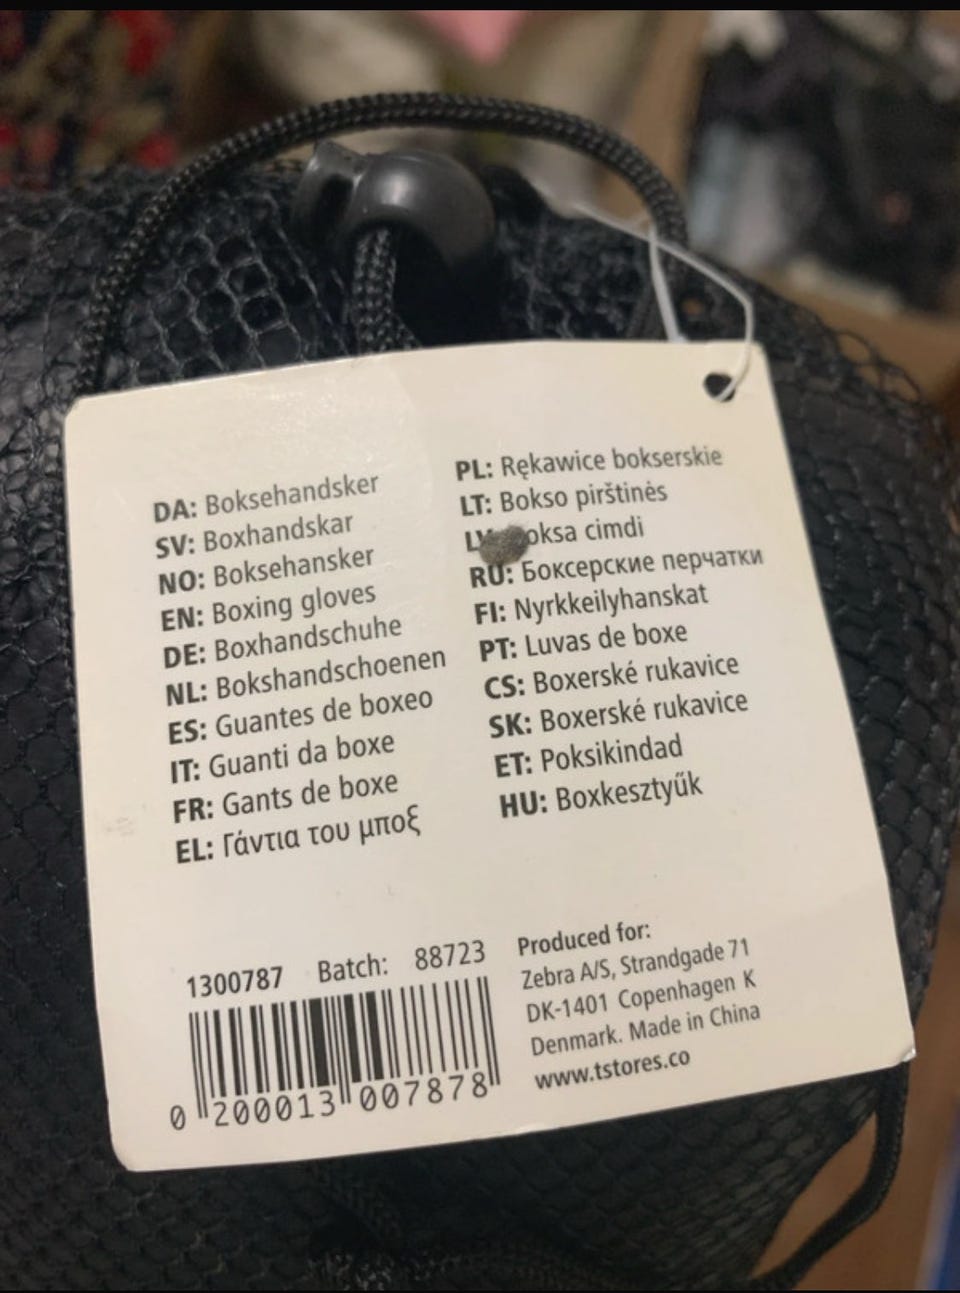 DA: Boksehandsker
SV: Boxhandskar
NO: Boksehansker
EN: Boxing gloves
DE: Boxhandschuhe
NL: Bokshandschoenen
ES: Guantes de boxeo
IT: Guanti da boxe
FR: Gants de boxe
EL: Γάντια του μποξ
PL: Rękawice bokserskie
LT: Bokso pirštinės
cimdi
RU: Боксерские перчатки
FI: Nyrkkeilyhanskat
PT: Luvas de boxe
CS: Boxerské rukavice
SK: Boxerské rukavice
ET: Poksikindad
HU: Boxkesztyűk
1300787 Batch: 88723
0 200013 007878
Produced for:
Zebra A/S, Strandgade 71
DK-1401 Copenhagen K
Denmark. Made in China
www.tstores.co